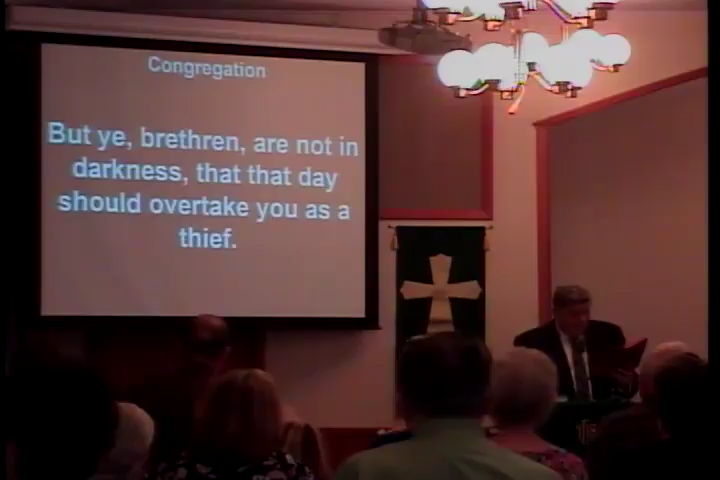 Congregation
But ye, brethren, are not in
darkness, that that day
should overtake you as a
thief.